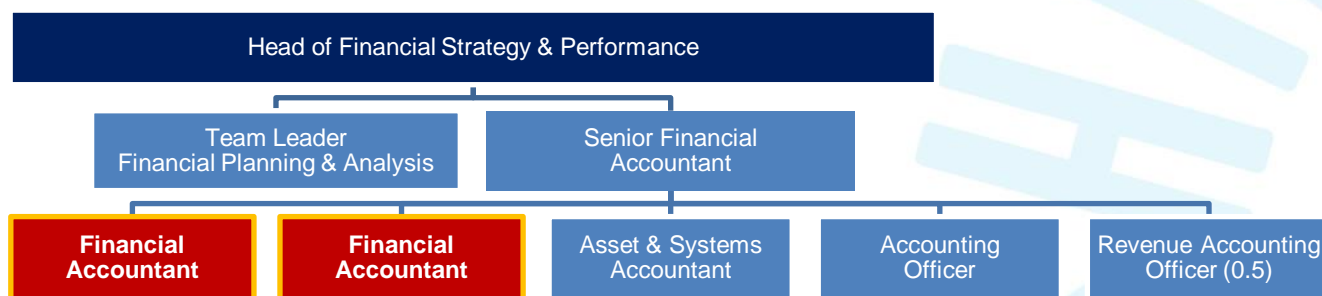 Head of Financial Strategy & Performance
Team Leader
Financial Planning & Analysis
Senior Financial
Accountant
Financial
Accountant
Financial
Accountant
Asset & Systems
Accountant
Accounting
Officer
Revenue Accounting
Officer (0.5)